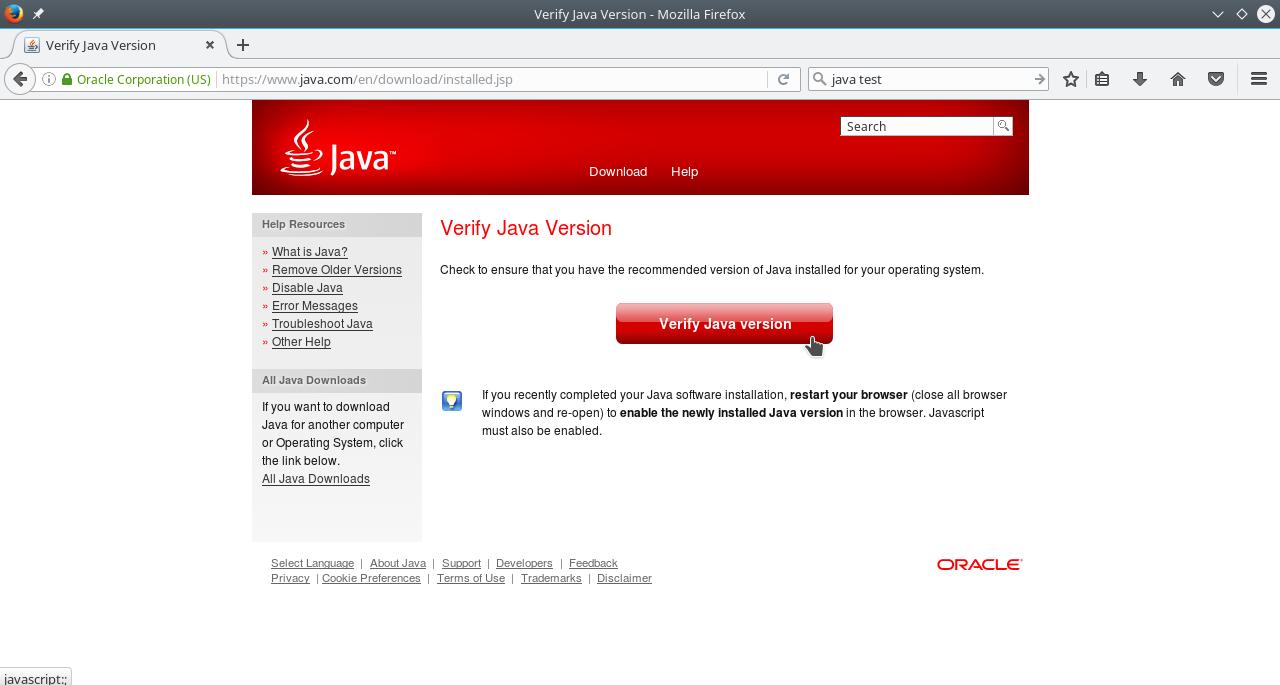 Verify Java Version - Mozilla Firefox
Verify Java Version
Oracle Corporation (US) https://www.java.com/en/download/installed.jsp java test
Search
Java™
Download Help
Help Resources
» What is Java?
» Remove Older Versions
» Disable Java
» Error Messages
» Troubleshoot Java
» Other Help
All Java Downloads
If you want to download
Java for another computer
or Operating System, click
the link below.
All Java Downloads
Verify Java Version
Check to ensure that you have the recommended version of Java installed for your operating system.
Verify Java version
If you recently completed your Java software installation, restart your browser (close all browser
windows and re-open) to enable the newly installed Java version in the browser. Javascript
must also be enabled.
Select Language | About Java | Support | Developers | Feedback
Privacy | Cookie Preferences | Terms of Use | Trademarks | Disclaimer
ORACLE
javascript:;